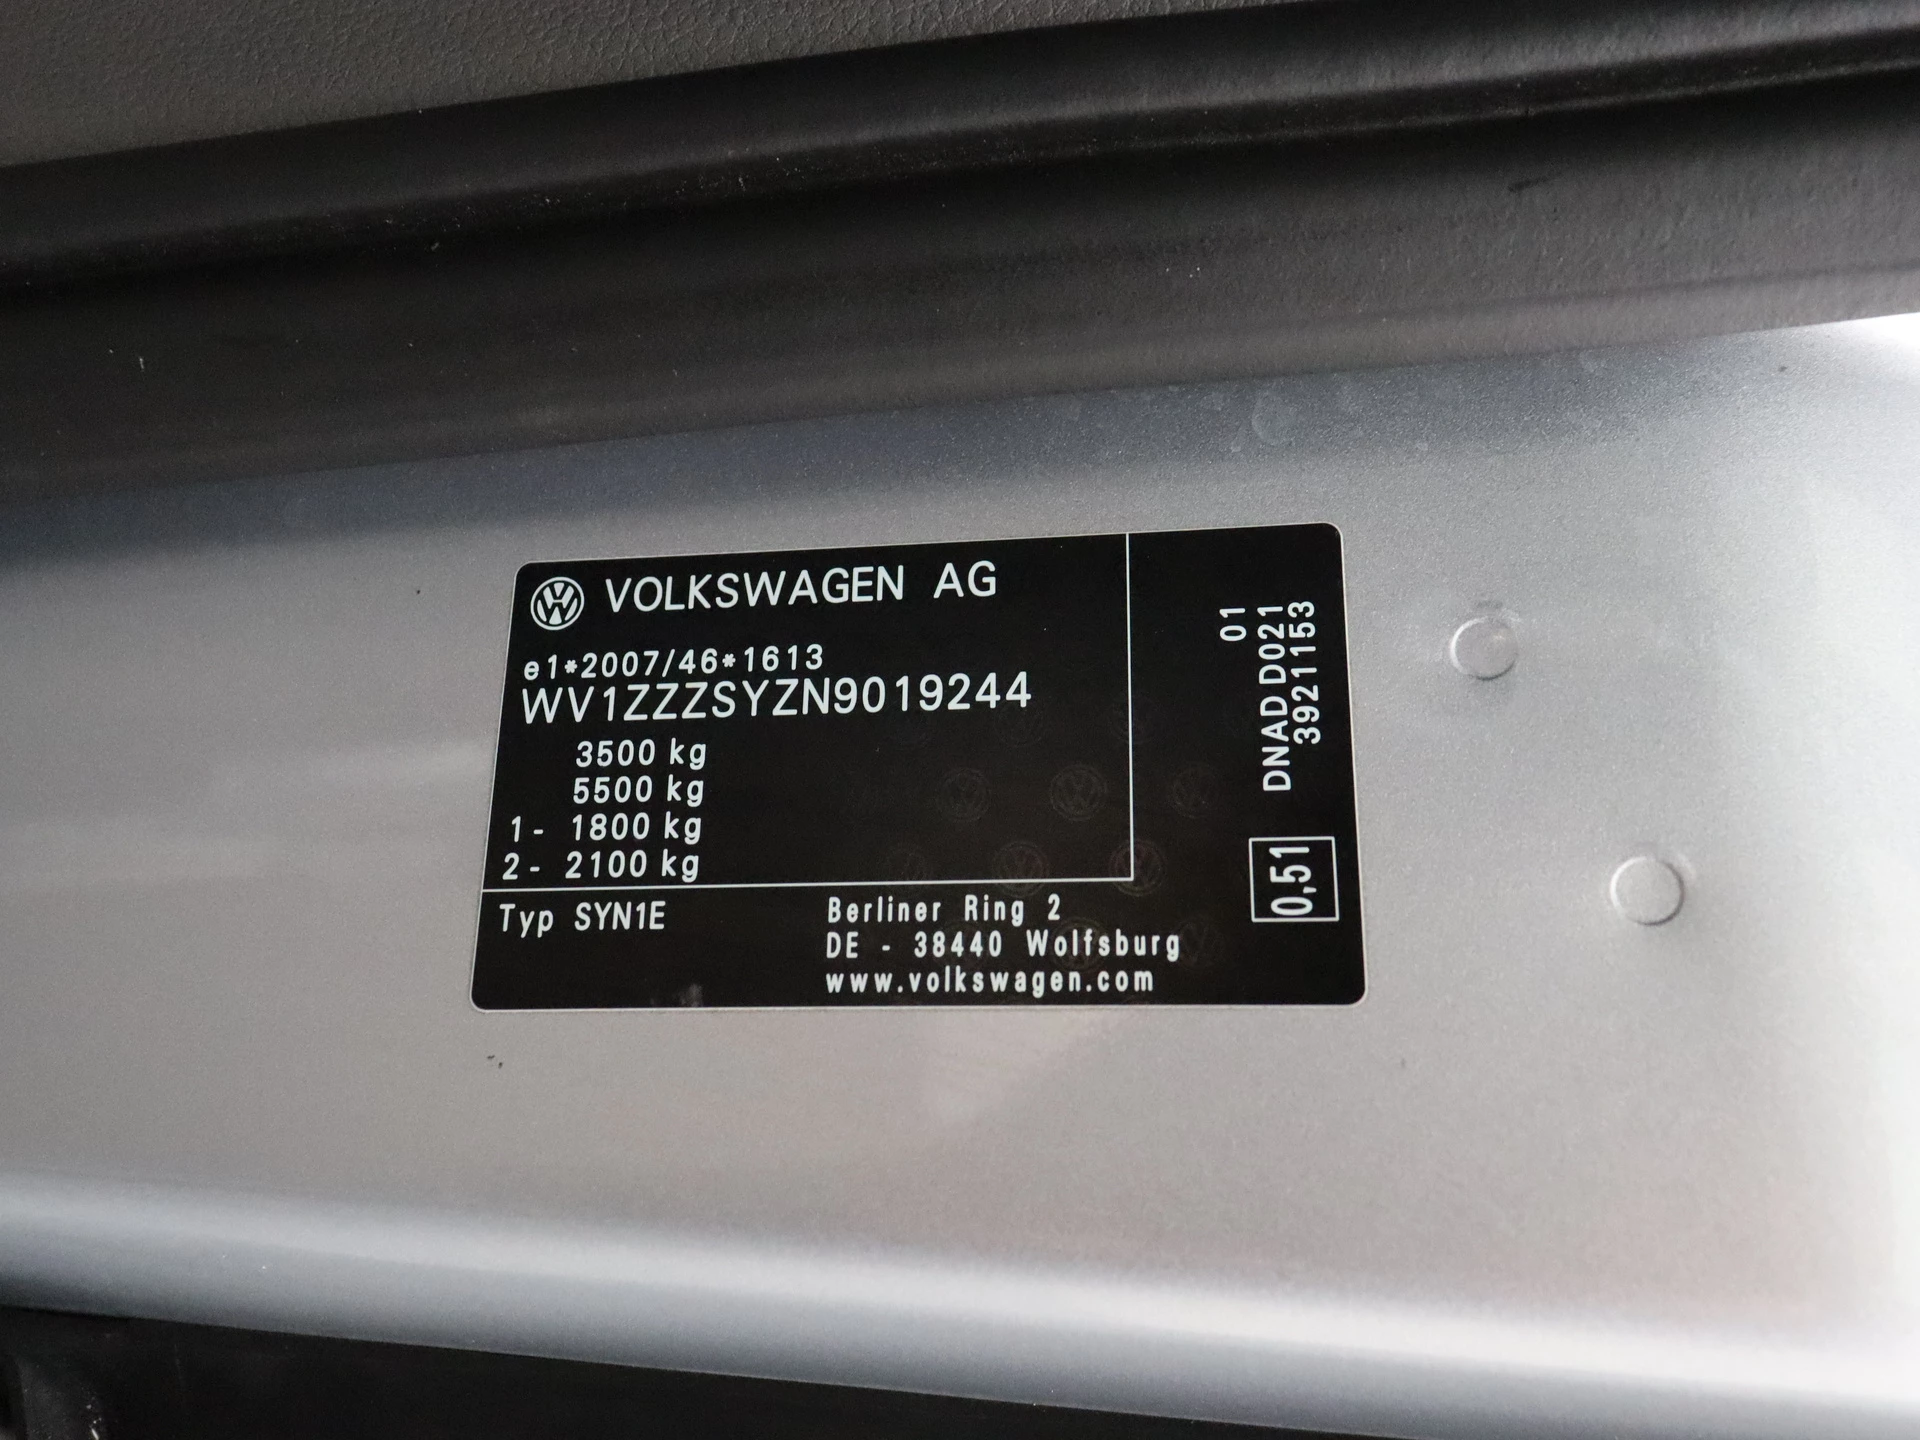 VOLKSWAGEN AG
e1*2007/46*1613
WV1ZZZSYZN9019244
3500 kg
5500 kg
1- 1800 kg
2- 2100 kg
Typ SYN1E
Berliner Ring 2
DE - 38440 Wolfsburg
www.volkswagen.com
01
DNAD D021
3921153
0,51